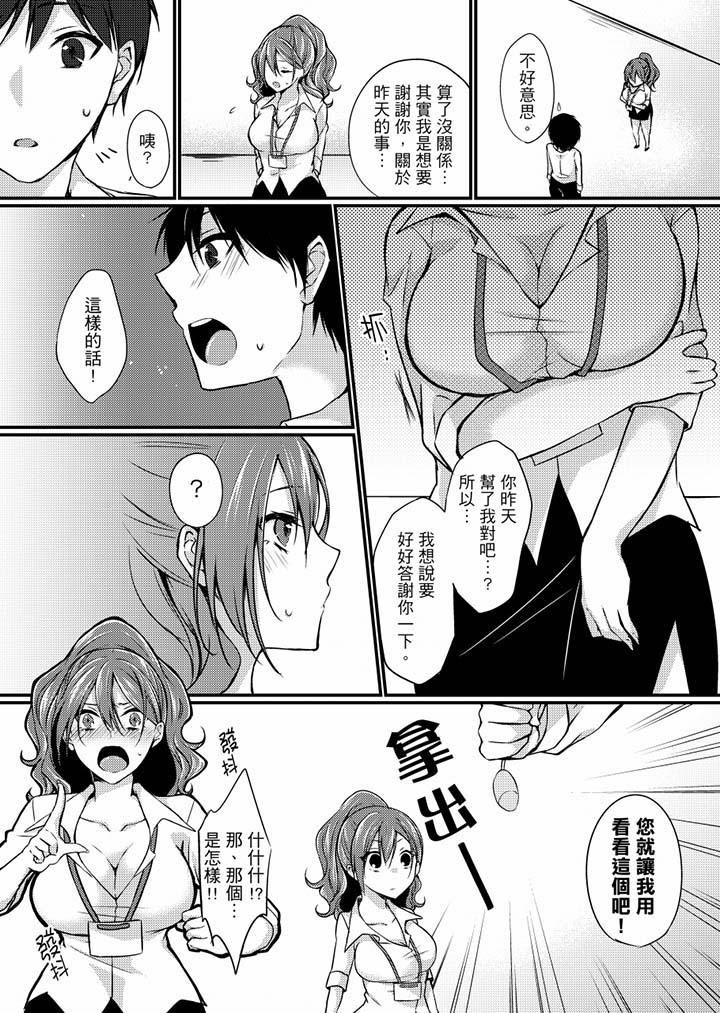 不好意思。
算了沒關係…
其實我是想要
謝謝你，關於
昨天的事…
咦？
抓…
你昨天
幫了我對吧…？
所以…
我想說要
好好答謝你一下。
這樣的話！
？
您就讓我用
看看這個吧！
拿出—
什什什!?
那、那個…
是怎樣!!
發抖
發抖